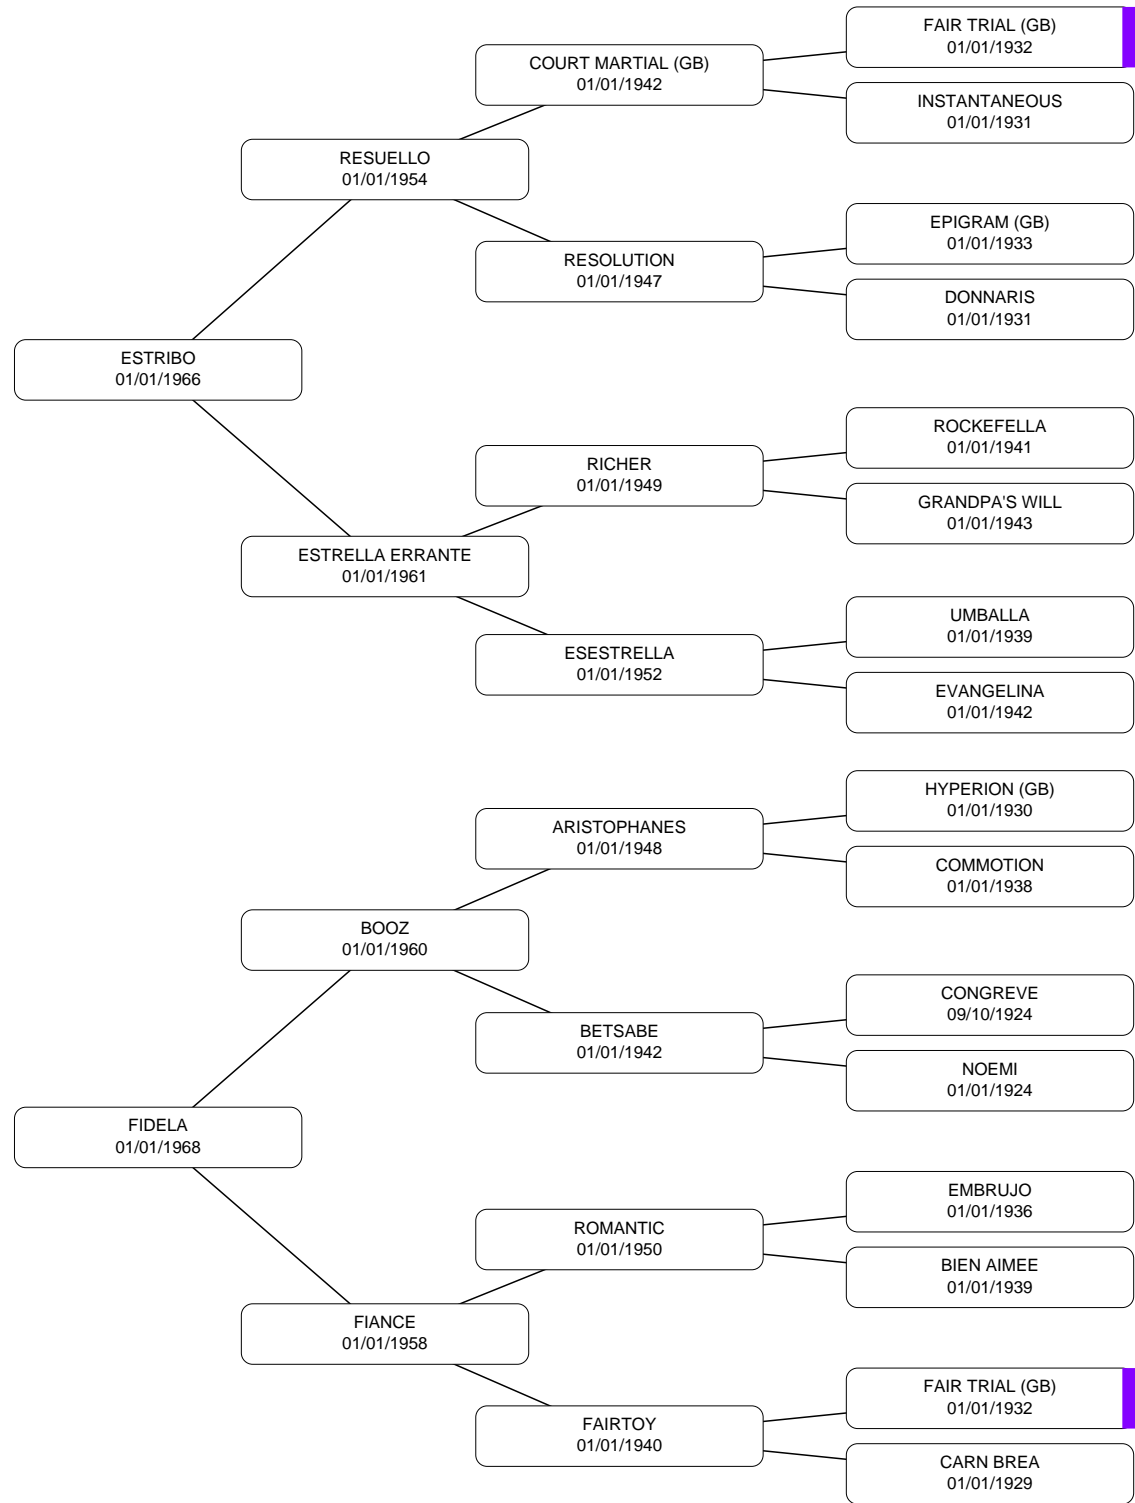 FAIR TRIAL (GB)
01/01/1932
COURT MARTIAL (GB)
01/01/1942
INSTANTANEOUS
01/01/1931
RESUELLO
01/01/1954
EPIGRAM (GB)
01/01/1933
RESOLUTION
01/01/1947
DONNARIS
01/01/1931
ESTRIBO
01/01/1966
ROCKEFELLA
01/01/1941
RICHER
01/01/1949
GRANDPA'S WILL
01/01/1943
ESTRELLA ERRANTE
01/01/1961
UMBALLA
01/01/1939
ESESTRELLA
01/01/1952
EVANGELINA
01/01/1942
HYPERION (GB)
01/01/1930
ARISTOPHANES
01/01/1948
COMMOTION
01/01/1938
BOOZ
01/01/1960
CONGREVE
09/10/1924
BETSABE
01/01/1942
NOEMI
01/01/1924
FIDELA
01/01/1968
EMBRUJO
01/01/1936
ROMANTIC
01/01/1950
BIEN AIMEE
01/01/1939
FIANCE
01/01/1958
FAIR TRIAL (GB)
01/01/1932
FAIRTOY
01/01/1940
CARN BREA
01/01/1929